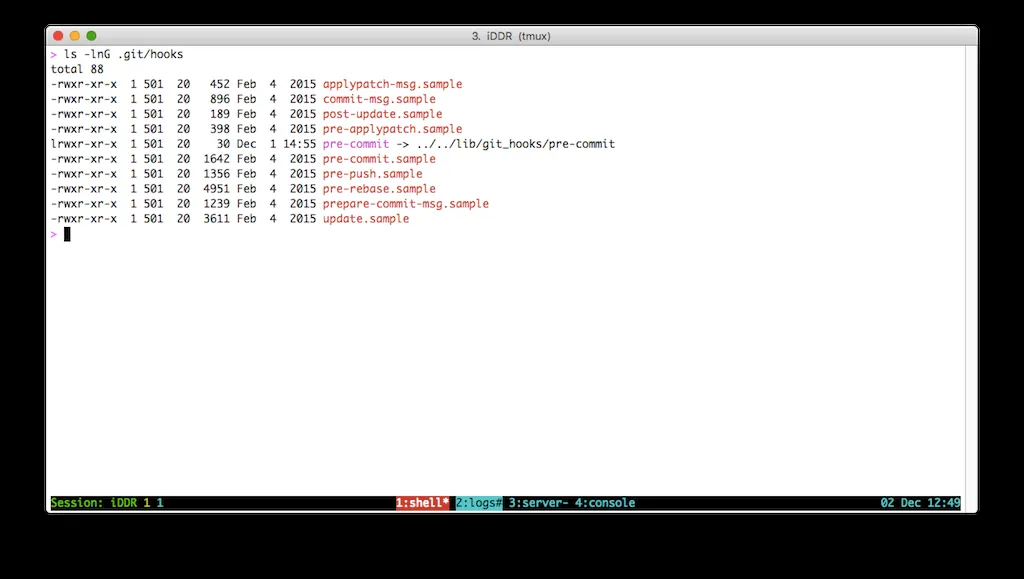 3. iDDR (tmux)
> ls -lnG .git/hooks
total 88
-rwxr-xr-x  1 501  20   452 Feb  4  2015 applypatch-msg.sample
-rwxr-xr-x  1 501  20   896 Feb  4  2015 commit-msg.sample
-rwxr-xr-x  1 501  20   189 Feb  4  2015 post-update.sample
-rwxr-xr-x  1 501  20   398 Feb  4  2015 pre-applypatch.sample
lrwxr-xr-x  1 501  20    30 Dec  1 14:55 pre-commit -> ../../lib/git_hooks/pre-commit
-rwxr-xr-x  1 501  20  1642 Feb  4  2015 pre-commit.sample
-rwxr-xr-x  1 501  20  1356 Feb  4  2015 pre-push.sample
-rwxr-xr-x  1 501  20  4951 Feb  4  2015 pre-rebase.sample
-rwxr-xr-x  1 501  20  1239 Feb  4  2015 prepare-commit-msg.sample
-rwxr-xr-x  1 501  20  3611 Feb  4  2015 update.sample
>
Session: iDDR 1 1 1:shell* 2:logs# 3:server- 4:console 02 Dec 12:49